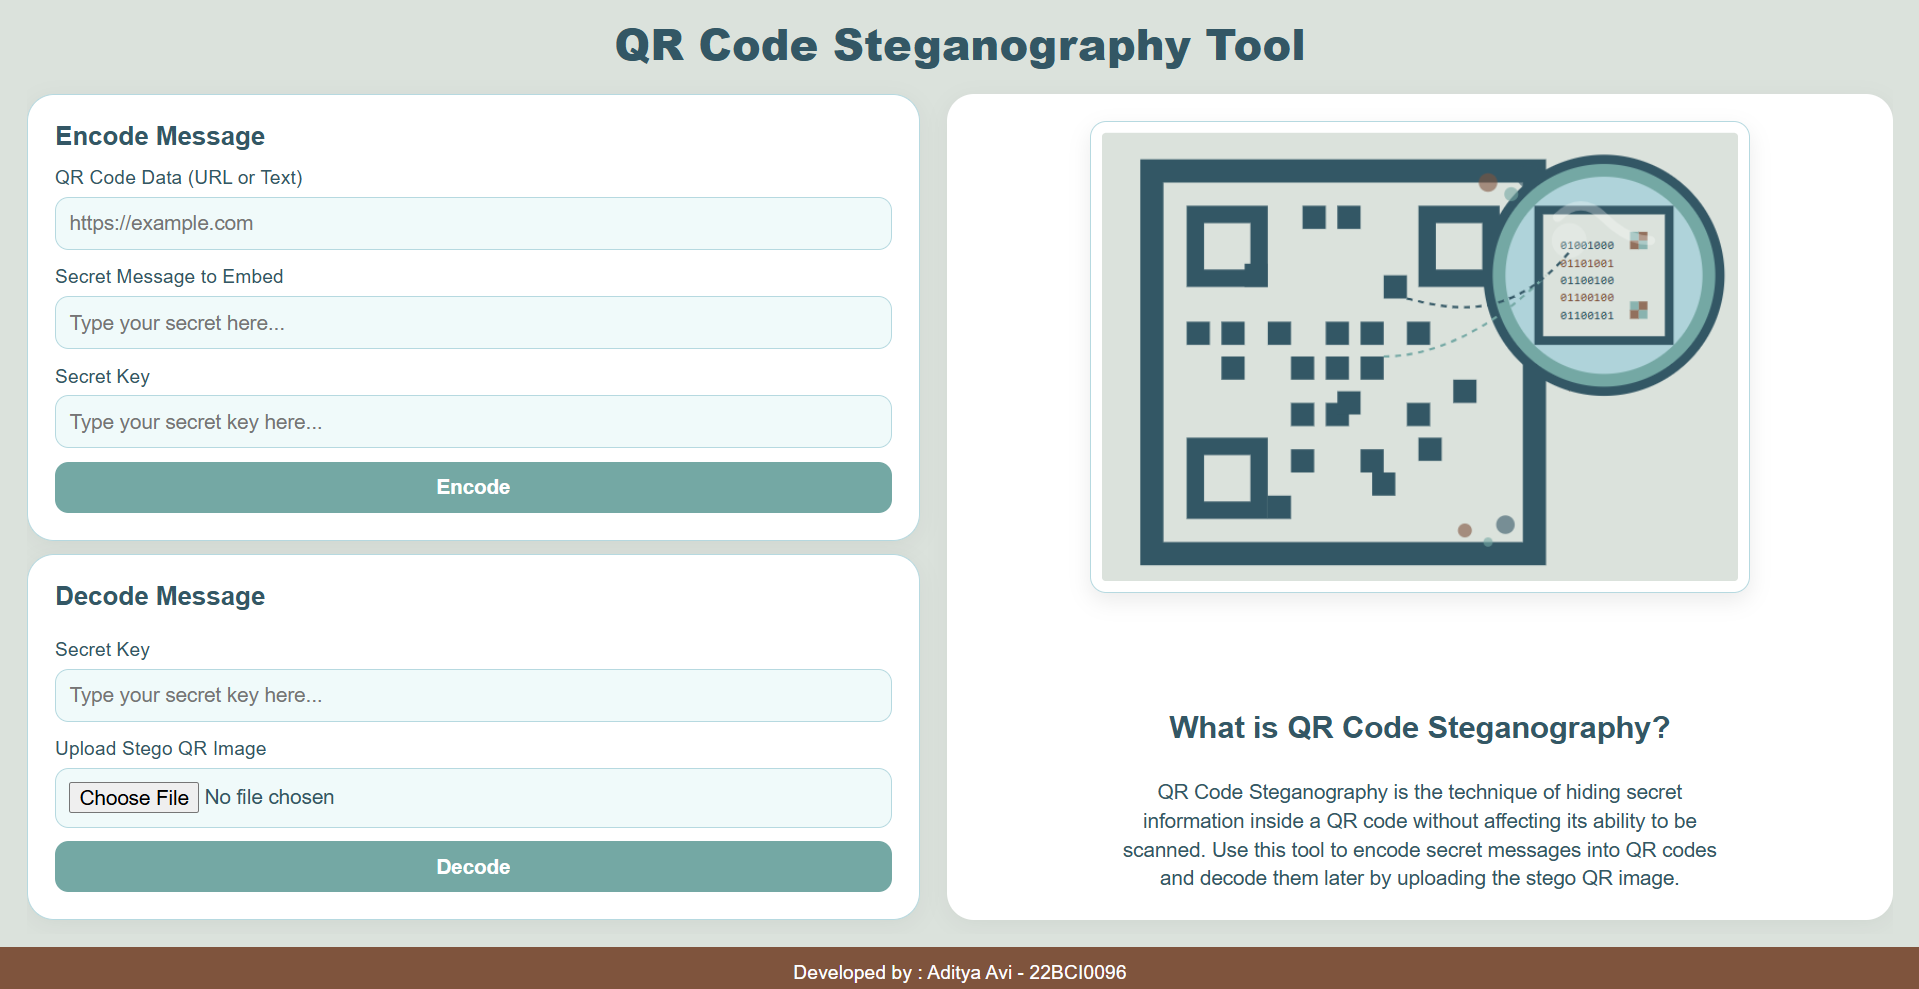 QR Code Steganography Tool
Encode Message
QR Code Data (URL or Text)
https://example.com
Secret Message to Embed
Type your secret here...
Secret Key
Type your secret key here...
Encode
Decode Message
Secret Key
Type your secret key here...
Upload Stego QR Image
Choose File No file chosen
Decode
01001000
01101001
01100100
01100100
01100101
What is QR Code Steganography?
QR Code Steganography is the technique of hiding secret
information inside a QR code without affecting its ability to be
scanned. Use this tool to encode secret messages into QR codes
and decode them later by uploading the stego QR image.
Developed by : Aditya Avi - 22BCI0096